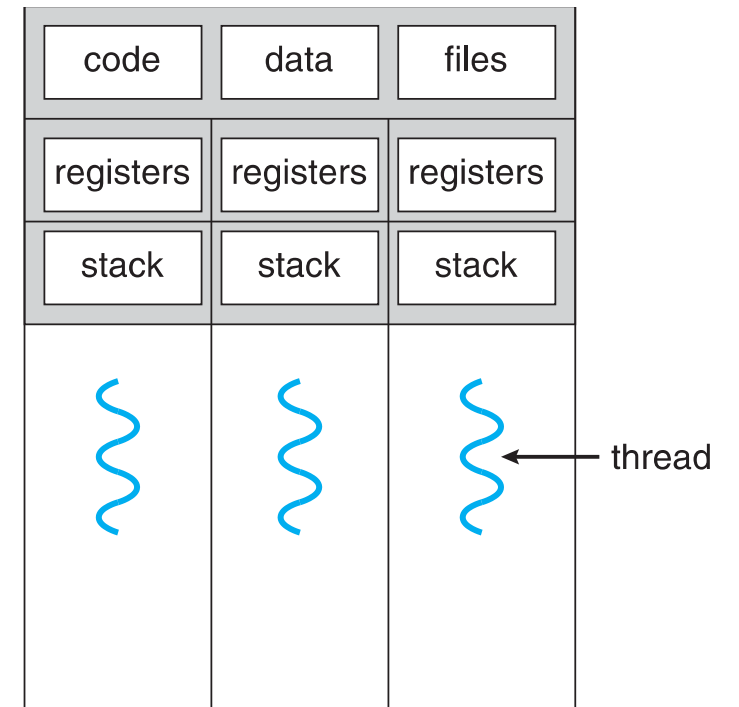 code data files
registers registers registers
stack stack stack
thread